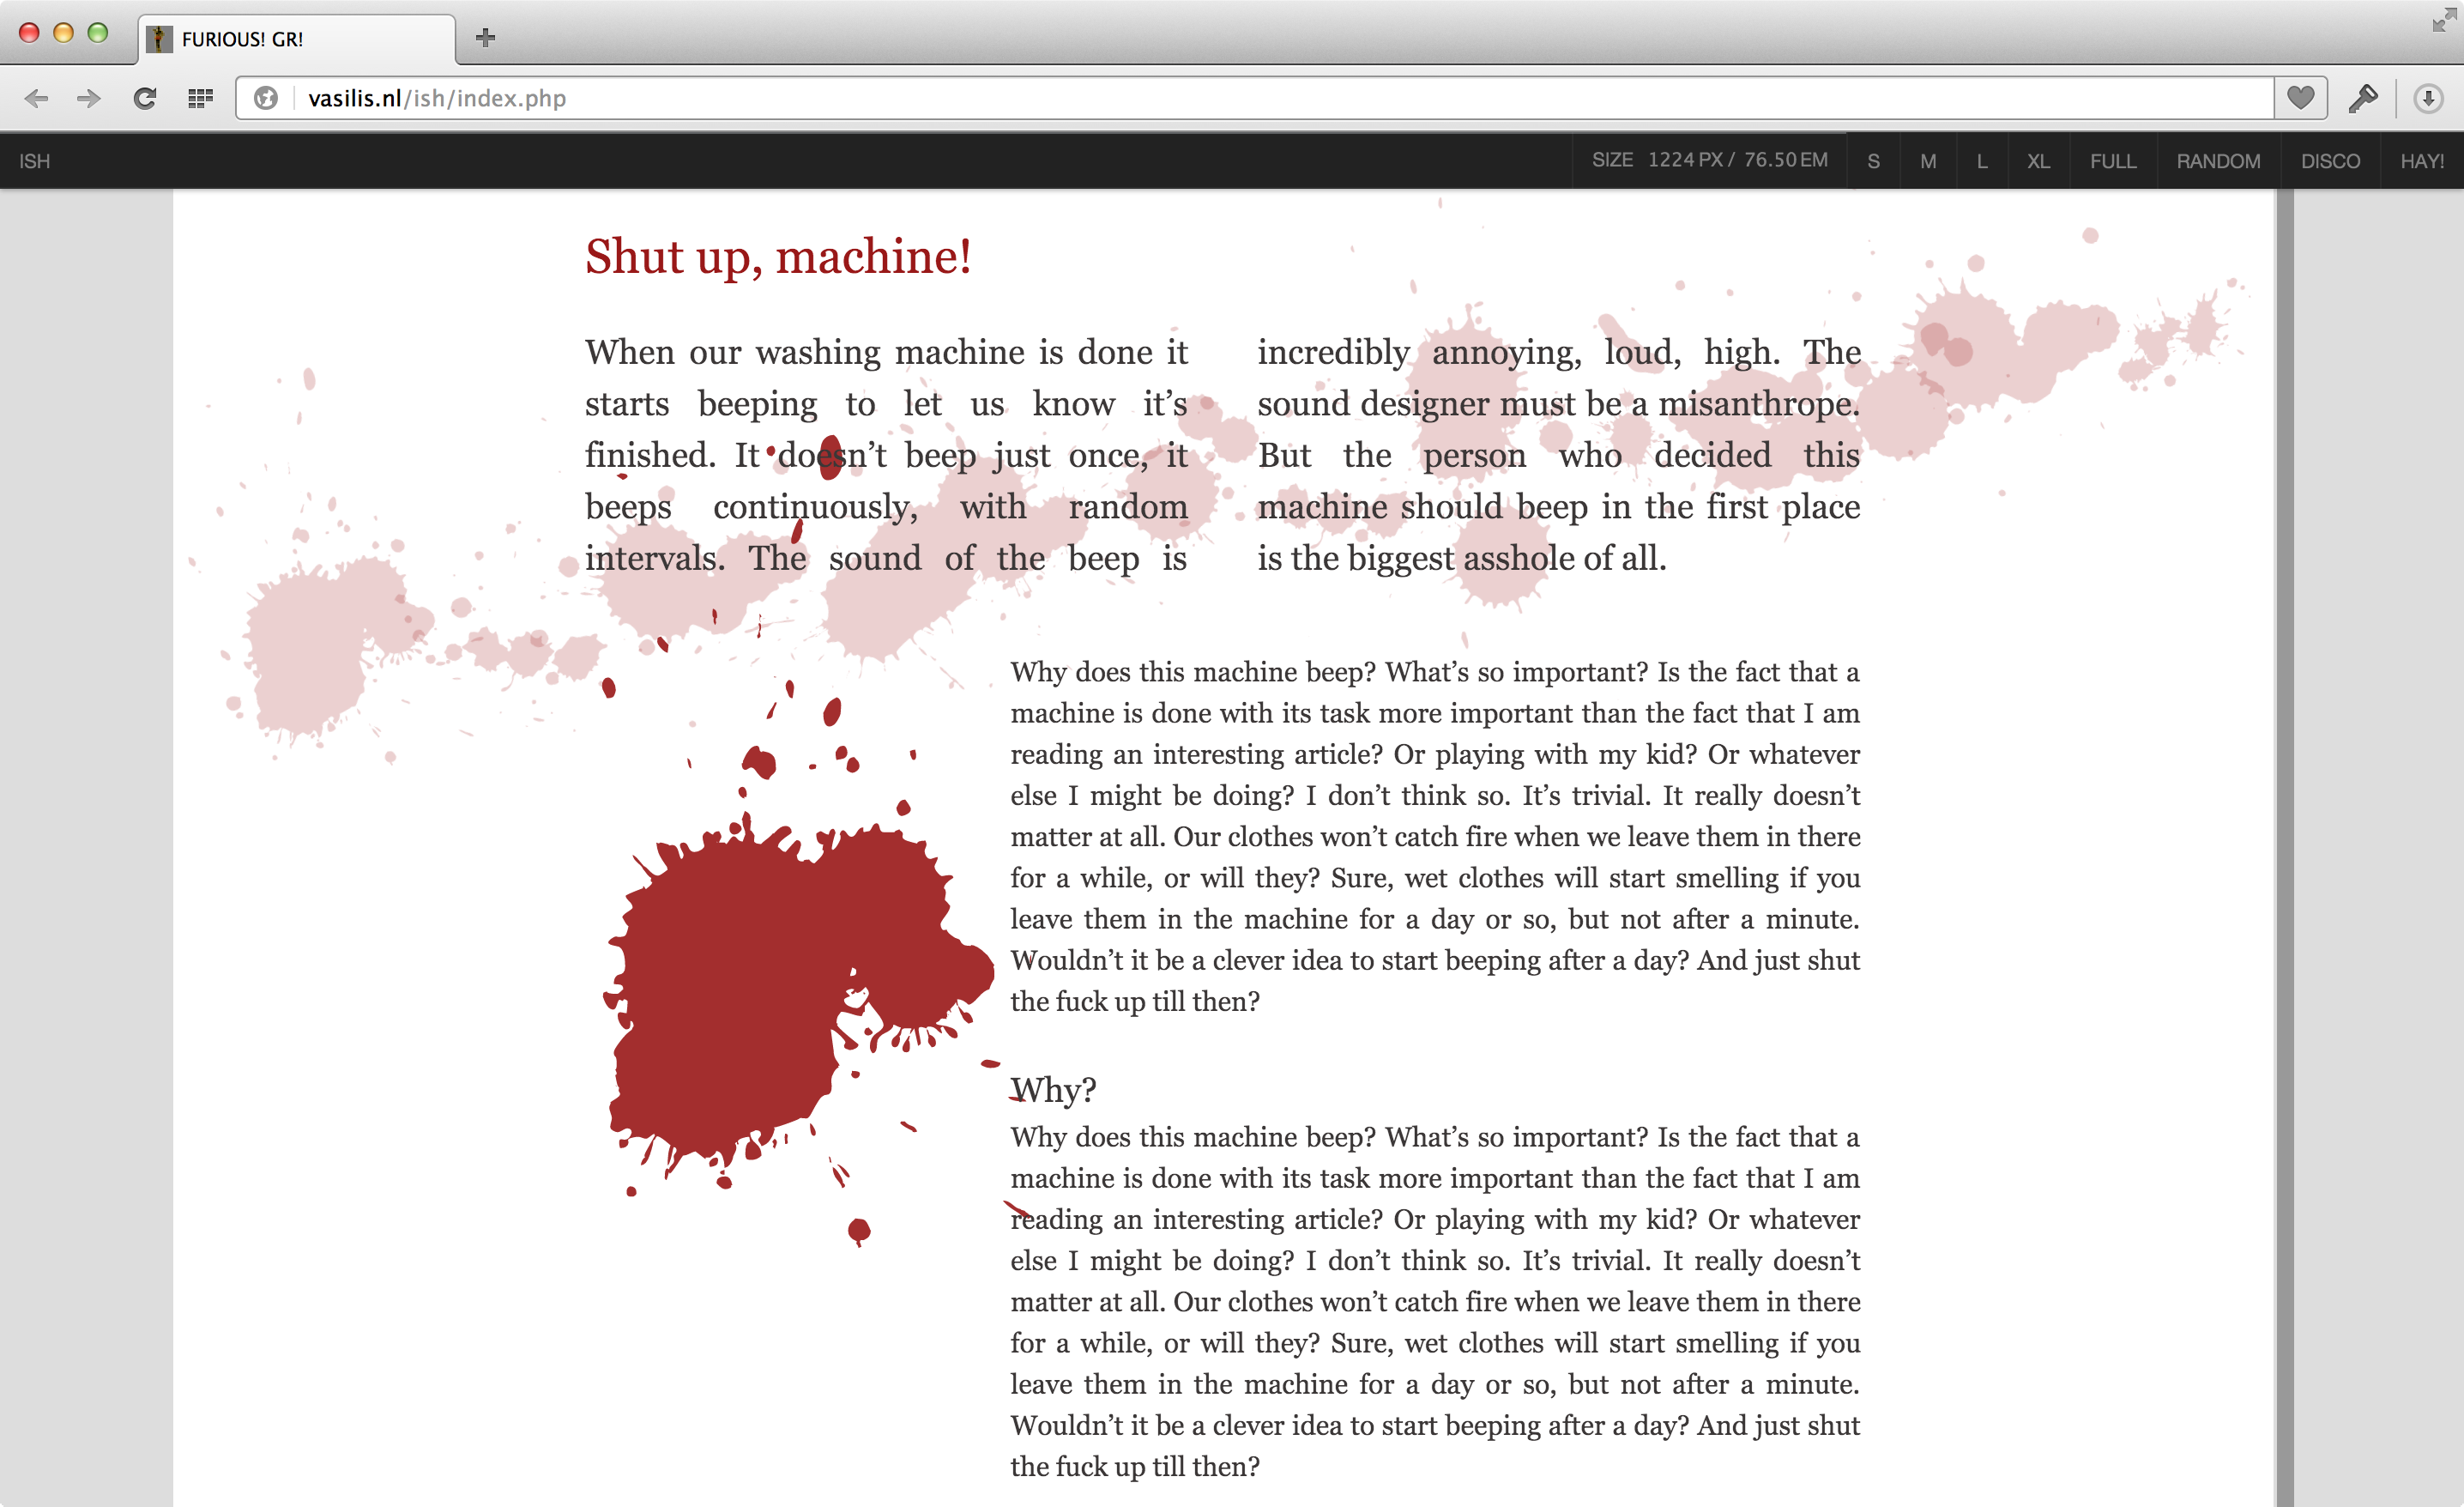 FURIOUS! GR!
vasilis.nl/ish/index.php
ISH
SIZE 1224 PX / 76.50 EM
S
M
L
XL
FULL
RANDOM
DISCO
HAY!
Shut up, machine!
When our washing machine is done it
starts beeping to let us know it’s
finished. It doesn’t beep just once, it
beeps continuously, with random
intervals. The sound of the beep is
incredibly annoying, loud, high. The
sound designer must be a misanthrope.
But the person who decided this
machine should beep in the first place
is the biggest asshole of all.
Why does this machine beep? What’s so important? Is the fact that a
machine is done with its task more important than the fact that I am
reading an interesting article? Or playing with my kid? Or whatever
else I might be doing? I don’t think so. It’s trivial. It really doesn’t
matter at all. Our clothes won’t catch fire when we leave them in there
for a while, or will they? Sure, wet clothes will start smelling if you
leave them in the machine for a day or so, but not after a minute.
Wouldn’t it be a clever idea to start beeping after a day? And just shut
the fuck up till then?
Why?
Why does this machine beep? What’s so important? Is the fact that a
machine is done with its task more important than the fact that I am
reading an interesting article? Or playing with my kid? Or whatever
else I might be doing? I don’t think so. It’s trivial. It really doesn’t
matter at all. Our clothes won’t catch fire when we leave them in there
for a while, or will they? Sure, wet clothes will start smelling if you
leave them in the machine for a day or so, but not after a minute.
Wouldn’t it be a clever idea to start beeping after a day? And just shut
the fuck up till then?